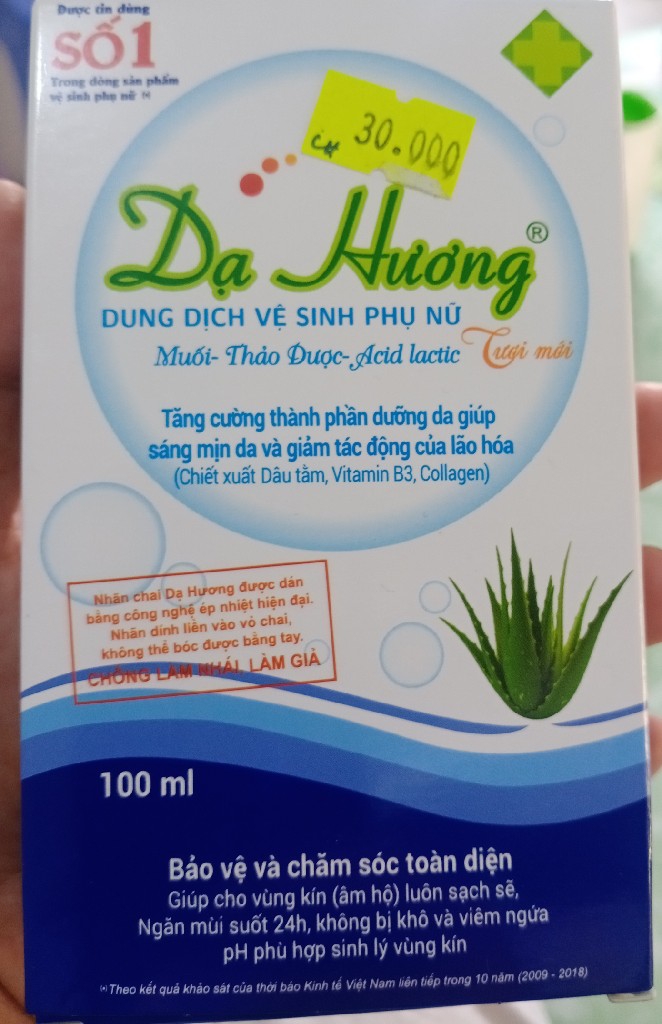 Được tin dùng
SỐ 1
Trong dòng sản phẩm
vệ sinh phụ nữ (*)
30.000
Dạ Hương®
DUNG DỊCH VỆ SINH PHỤ NỮ
Muối- Thảo Dược-Acid lactic Tươi mới
Tăng cường thành phần dưỡng da giúp
sáng mịn da và giảm tác động của lão hóa
(Chiết xuất Dâu tằm, Vitamin B3, Collagen)
Nhãn chai Dạ Hương được dán
bằng công nghệ ép nhiệt hiện đại.
Nhãn dính liền vào vỏ chai,
không thể bóc được bằng tay.
CHỐNG LÀM NHÁI, LÀM GIẢ
100 ml
Bảo vệ và chăm sóc toàn diện
Giúp cho vùng kín (âm hộ) luôn sạch sẽ,
Ngăn mùi suốt 24h, không bị khô và viêm ngứa
pH phù hợp sinh lý vùng kín
(*)Theo kết quả khảo sát của thời báo Kinh tế Việt Nam liên tiếp trong 10 năm (2009 - 2018)